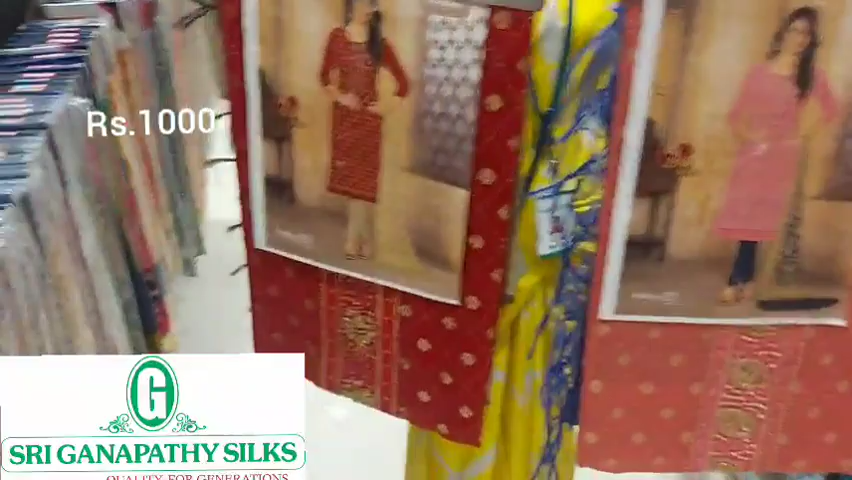 Rs.1000
G
SRI GANAPATHY SILKS
QUALITY FOR GENERATIONS